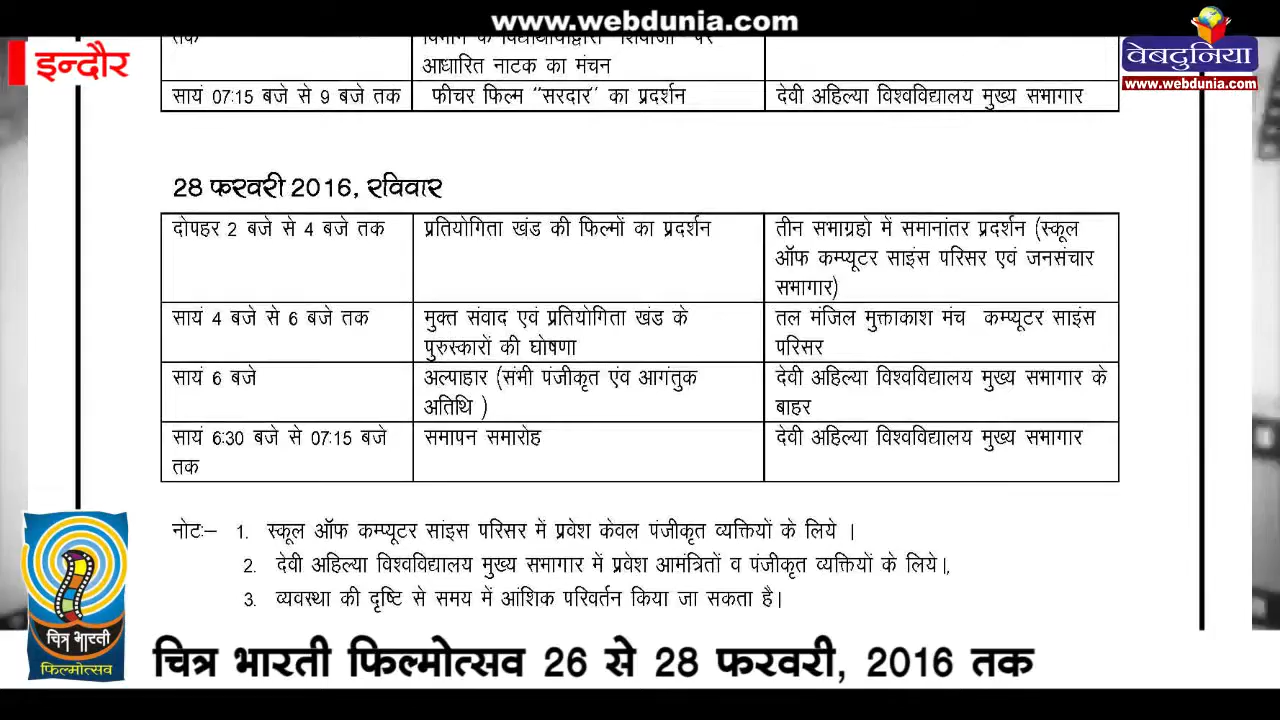 www.webdunia.com
इन्दौर
वेबदुनिया
www.webdunia.com
तक
आधारित नाटक का मंचन
सायं 07:15 बजे से 9 बजे तक फीचर फिल्म “सरदार” का प्रदर्शन देवी अहिल्या विश्वविद्यालय मुख्य सभागार
28 फरवरी 2016, रविवार
दोपहर 2 बजे से 4 बजे तक प्रतियोगिता खंड की फिल्मों का प्रदर्शन तीन सभाग्रहो में समानांतर प्रदर्शन (स्कूल
ऑफ कम्प्यूटर साइंस परिसर एवं जनसंचार
सभागार)
सायं 4 बजे से 6 बजे तक मुक्त संवाद एवं प्रतियोगिता खंड के तल मंजिल मुक्ताकाश मंच कम्प्यूटर साइंस
पुरुस्कारों की घोषणा परिसर
सायं 6 बजे अल्पाहार (संभी पंजीकृत एंव आगंतुक देवी अहिल्या विश्वविद्यालय मुख्य सभागार के
अतिथि ) बाहर
सायं 6:30 बजे से 07:15 बजे समापन समारोह देवी अहिल्या विश्वविद्यालय मुख्य सभागार
तक
नोटः– 1. स्कूल ऑफ कम्प्यूटर सांइस परिसर में प्रवेश केवल पंजीकृत व्यक्तियों के लिये ।
2. देवी अहिल्या विश्वविद्यालय मुख्य सभागार में प्रवेश आमंत्रितों व पंजीकृत व्यक्तियों के लिये।,
3. व्यवस्था की दृष्टि से समय में आंशिक परिवर्तन किया जा सकता है।
चित्र भारती
फिल्मोत्सव
चित्र भारती फिल्मोत्सव 26 से 28 फरवरी, 2016 तक